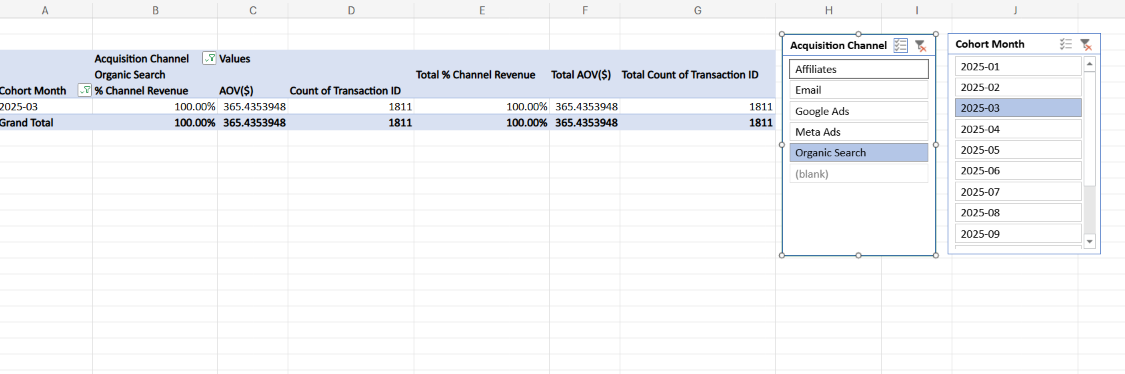 A B C D E F G H I J
Acquisition Channel Values
Organic Search Total % Channel Revenue Total AOV($) Total Count of Transaction ID
Cohort Month % Channel Revenue AOV($) Count of Transaction ID
2025-03 100.00% 365.4353948 1811 100.00% 365.4353948 1811
Grand Total 100.00% 365.4353948 1811 100.00% 365.4353948 1811
Acquisition Channel
Affiliates
Email
Google Ads
Meta Ads
Organic Search
(blank)
Cohort Month
2025-01
2025-02
2025-03
2025-04
2025-05
2025-06
2025-07
2025-08
2025-09